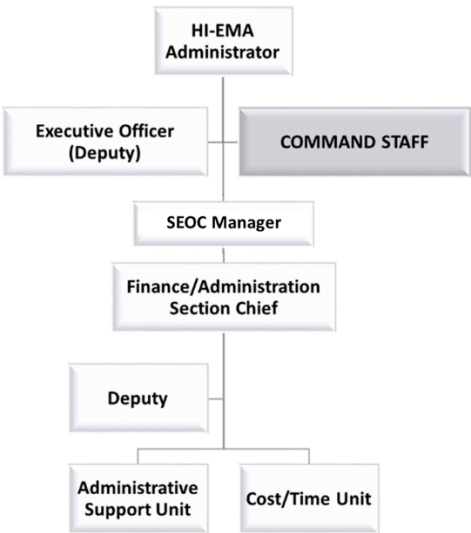 HI-EMA
Administrator
Executive Officer
(Deputy)
COMMAND STAFF
SEOC Manager
Finance/Administration
Section Chief
Deputy
Administrative
Support Unit
Cost/Time Unit